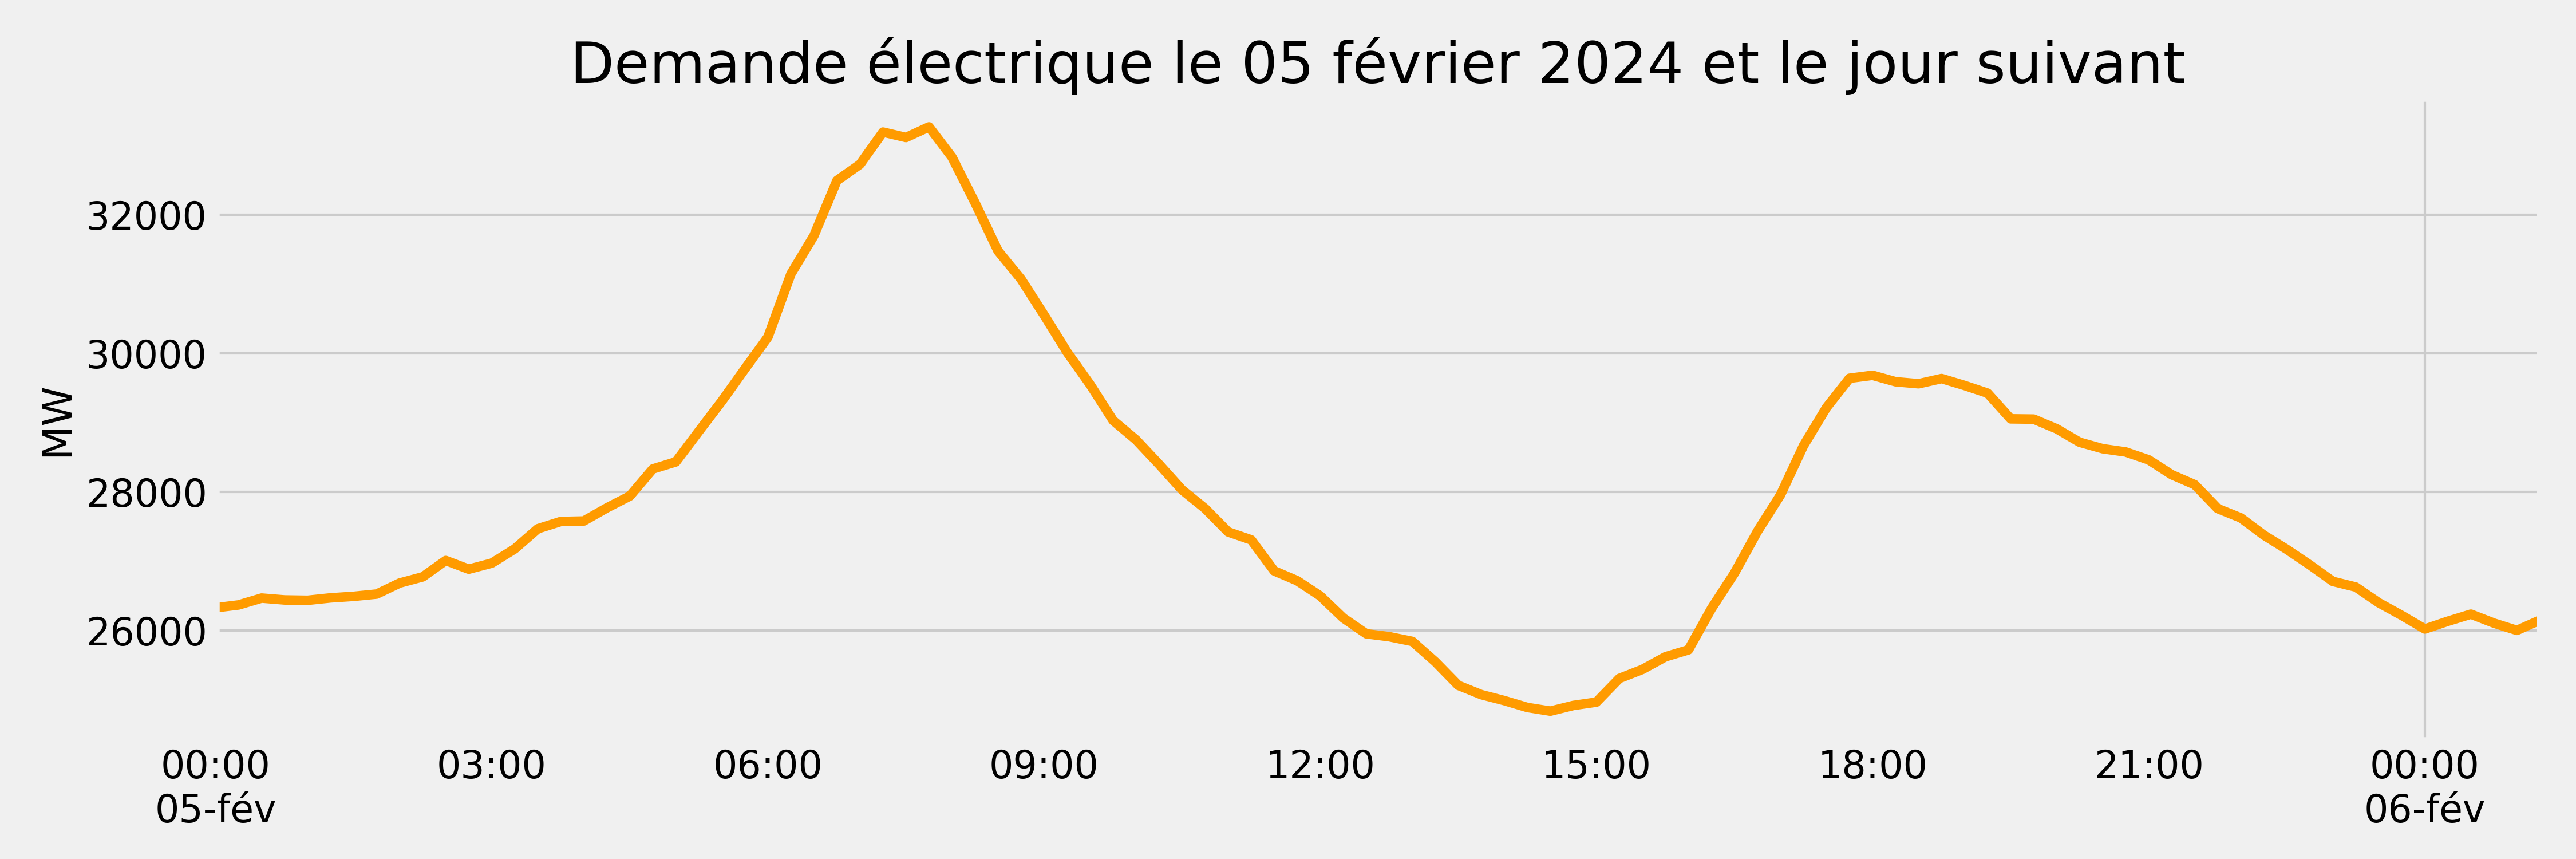 Demande électrique le 05 février 2024 et le jour suivant
MW
32000
30000
28000
26000
00:00 03:00 06:00 09:00 12:00 15:00 18:00 21:00 00:00
05-fév 06-fév